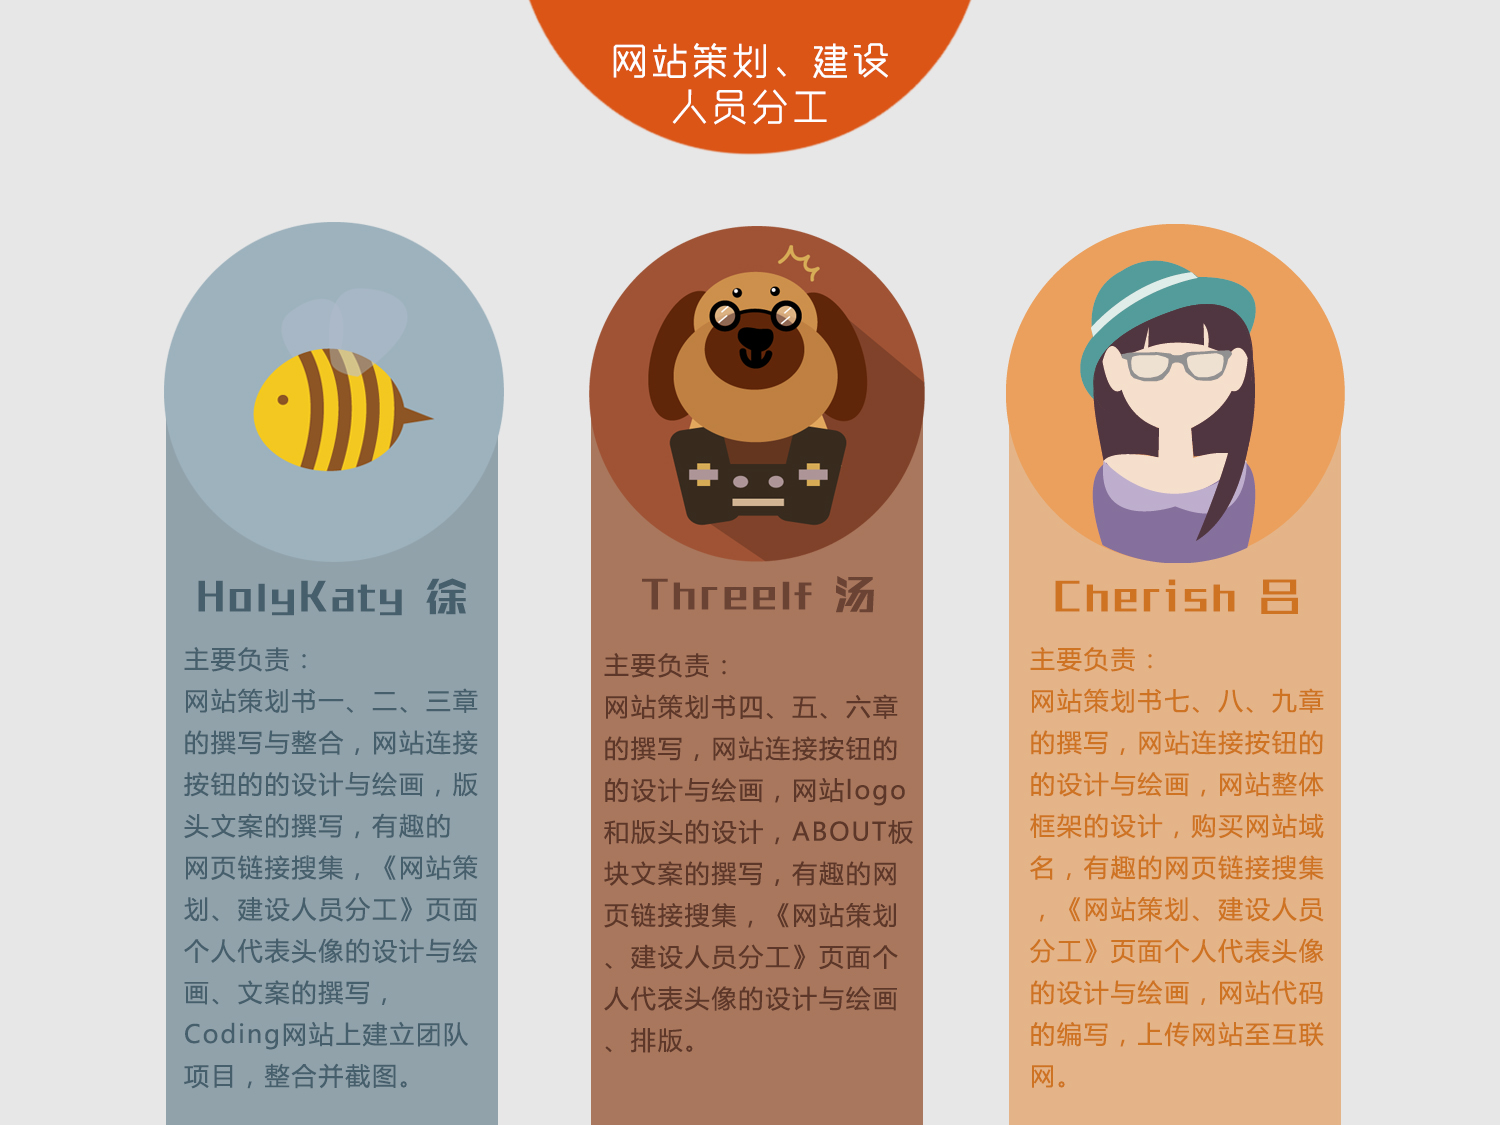 网站策划、建设
人员分工
HolyKaty 徐
主要负责：
网站策划书一、二、三章
的撰写与整合，网站连接
按钮的的设计与绘画，版
头文案的撰写，有趣的
网页链接搜集，《网站策
划、建设人员分工》页面
个人代表头像的设计与绘
画、文案的撰写，
Coding网站上建立团队
项目，整合并截图。
Threelf 汤
主要负责：
网站策划书四、五、六章
的撰写，网站连接按钮的
的设计与绘画，网站logo
和版头的设计，ABOUT板
块文案的撰写，有趣的网
页链接搜集，《网站策划
、建设人员分工》页面个
人代表头像的设计与绘画
、排版。
Cherish 吕
主要负责：
网站策划书七、八、九章
的撰写，网站连接按钮的
的设计与绘画，网站整体
框架的设计，购买网站域
名，有趣的网页链接搜集
，《网站策划、建设人员
分工》页面个人代表头像
的设计与绘画，网站代码
的编写，上传网站至互联
网。